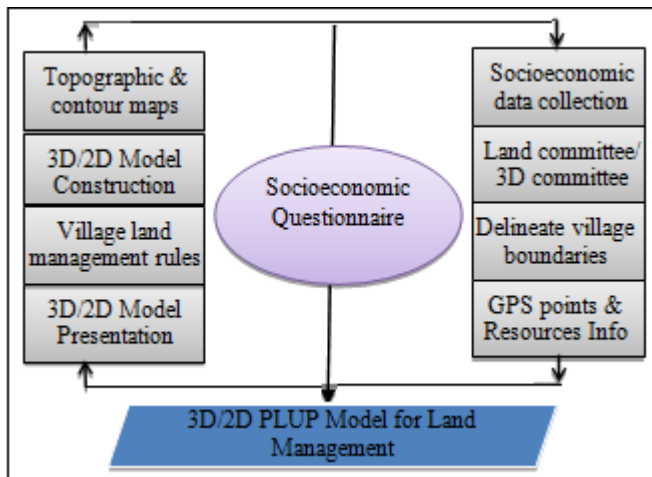 Topographic &
contour maps
3D/2D Model
Construction
Village land
management rules
3D/2D Model
Presentation
Socioeconomic
Questionnaire
Socioeconomic
data collection
Land committee/
3D committee
Delineate village
boundaries
GPS points &
Resources Info
3D/2D PLUP Model for Land
Management